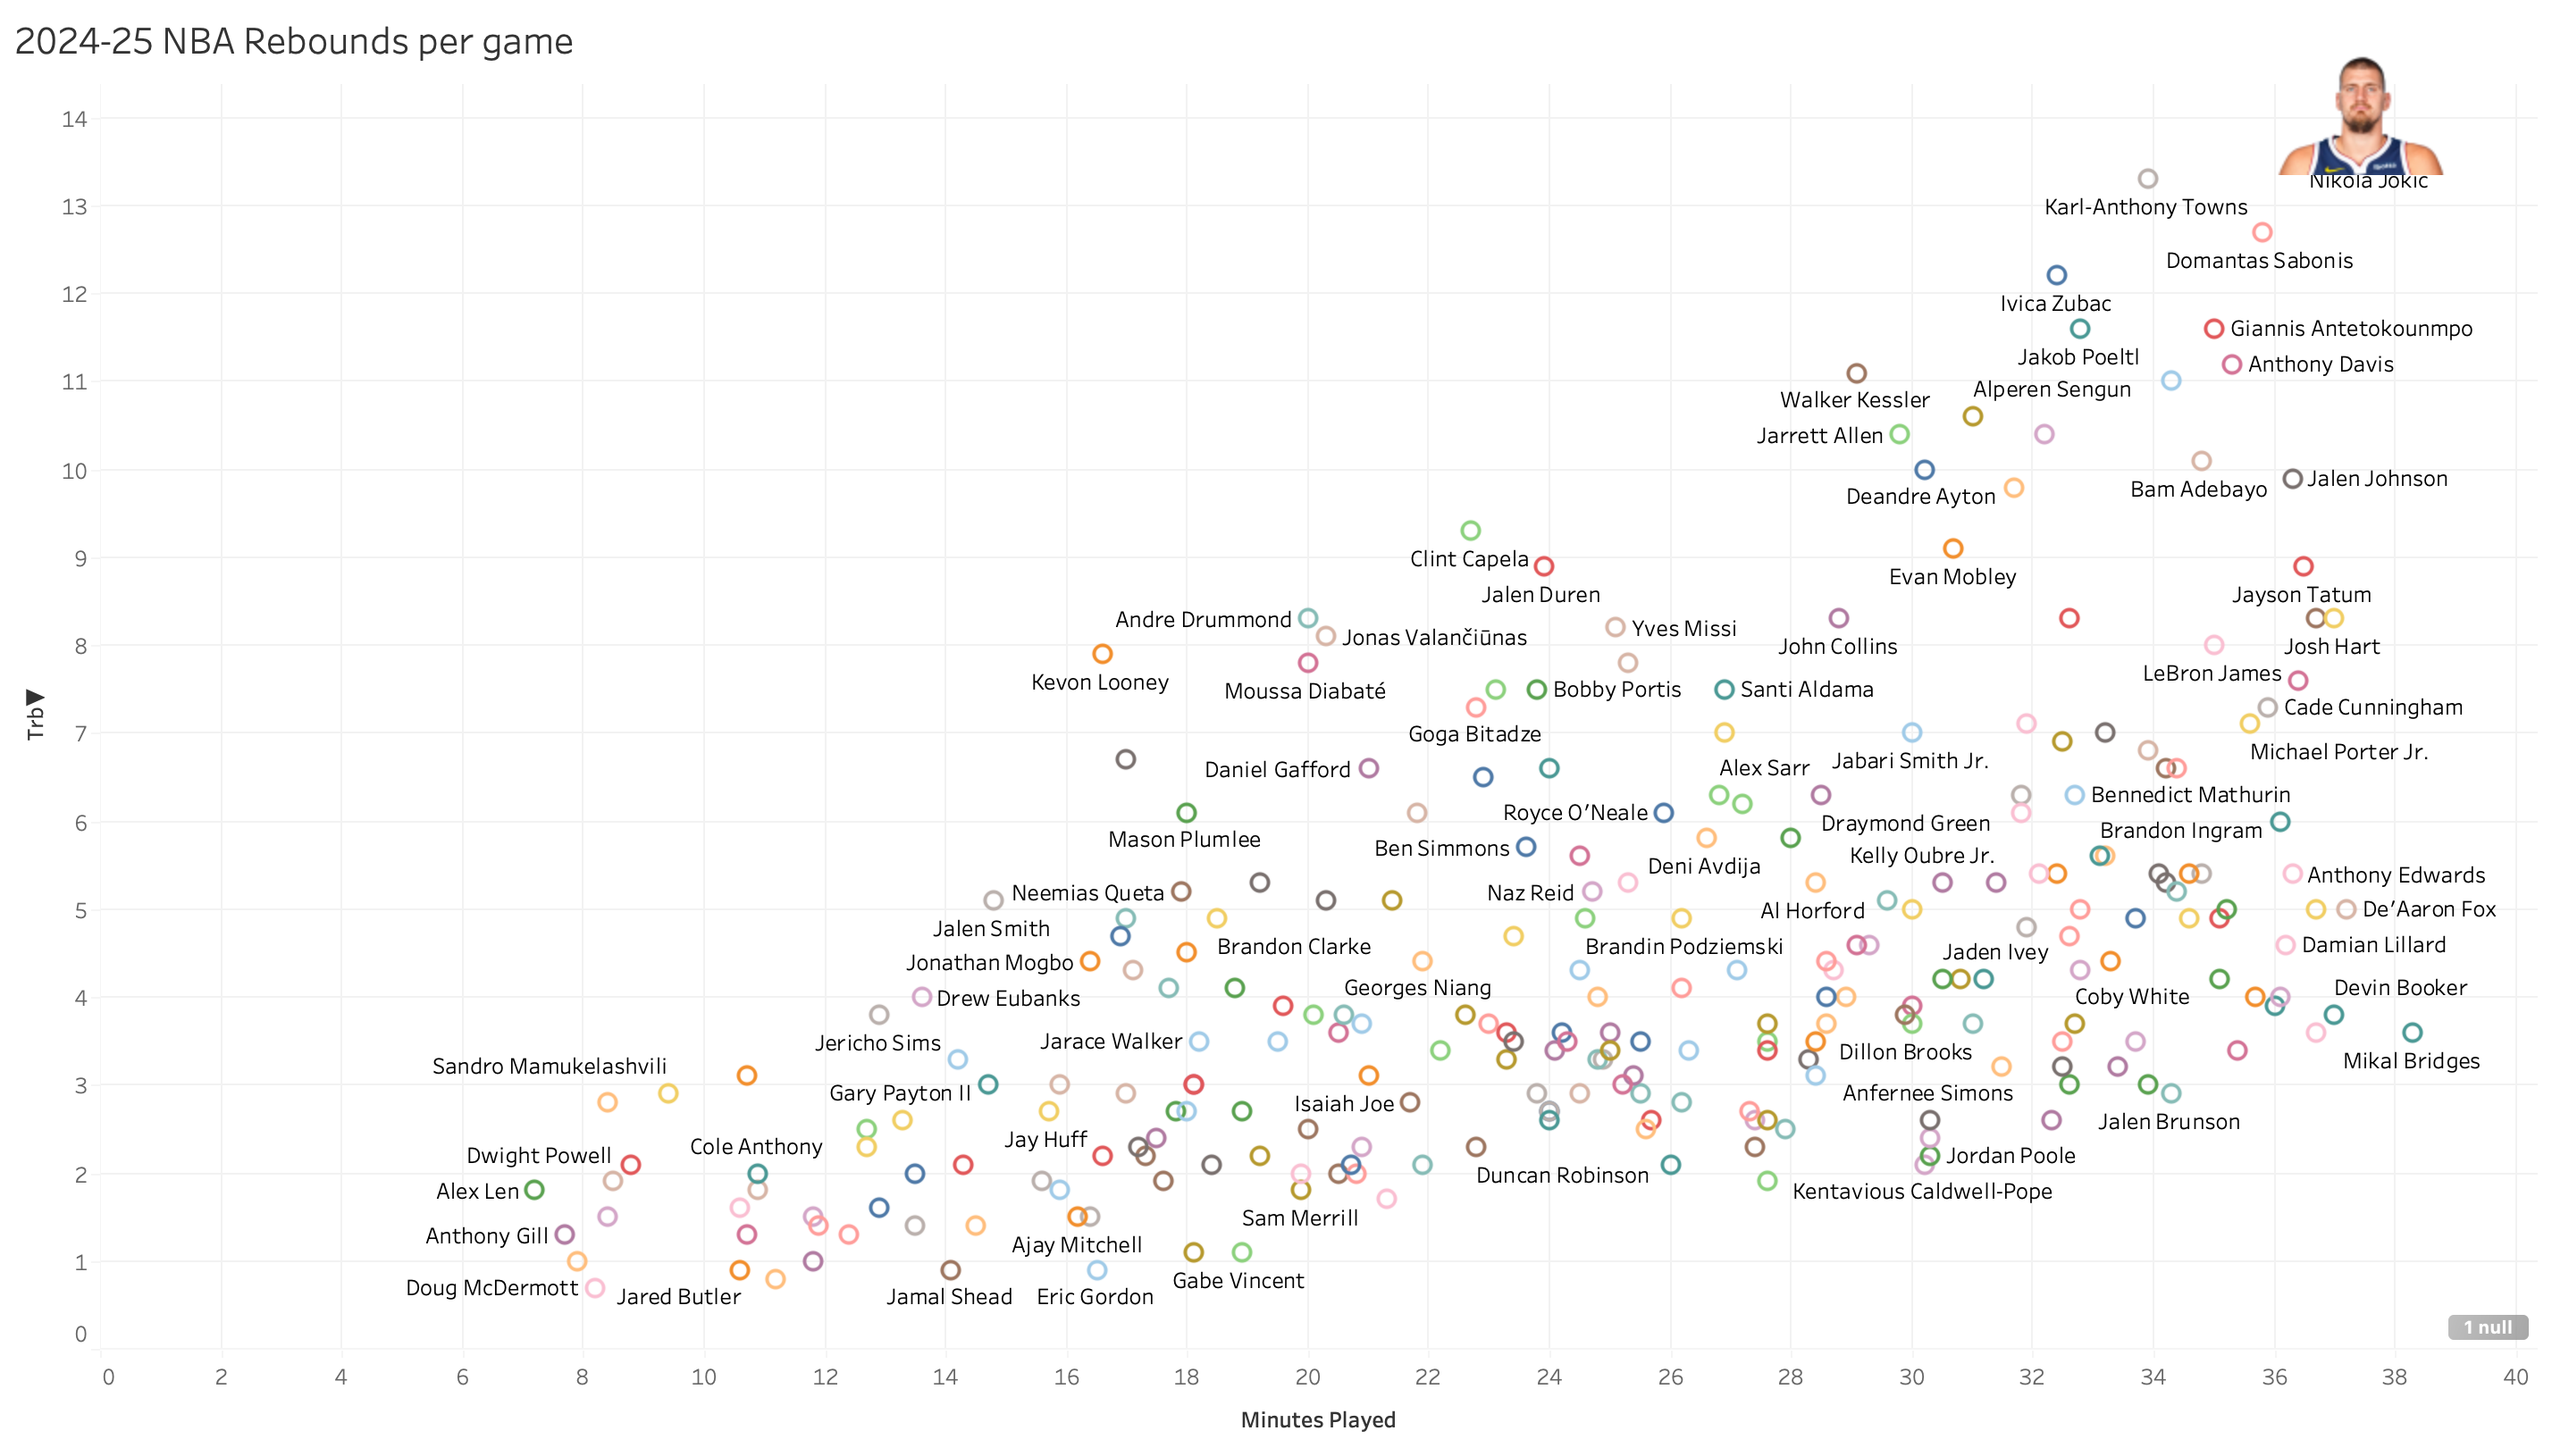 2024-25 NBA Rebounds per game
14
Nikola Jokic
13
Karl-Anthony Towns
Domantas Sabonis
12
Ivica Zubac
Giannis Antetokounmpo
Jakob Poeltl
Anthony Davis
11
Alperen Sengun
Walker Kessler
Jarrett Allen
10
Jalen Johnson
Bam Adebayo
Deandre Ayton
9
Clint Capela
Evan Mobley
Jalen Duren
Jayson Tatum
Andre Drummond
Yves Missi
Jonas Valančiūnas
8
John Collins
Josh Hart
LeBron James
Kevon Looney
Moussa Diabaté
Bobby Portis
Santi Aldama
Cade Cunningham
Trb
7
Goga Bitadze
Michael Porter Jr.
Jabari Smith Jr.
Alex Sarr
Daniel Gafford
Bennedict Mathurin
Royce O'Neale
6
Draymond Green
Brandon Ingram
Mason Plumlee
Ben Simmons
Kelly Oubre Jr.
Deni Avdija
Anthony Edwards
Neemias Queta
Naz Reid
5
Al Horford
De'Aaron Fox
Jalen Smith
Brandon Clarke
Brandin Podziemski
Damian Lillard
Jaden Ivey
Jonathan Mogbo
Georges Niang
Devin Booker
4
Drew Eubanks
Coby White
Jericho Sims
Jarace Walker
Dillon Brooks
Mikal Bridges
Sandro Mamukelashvili
3
Gary Payton II
Anfernee Simons
Isaiah Joe
Jalen Brunson
Jay Huff
Cole Anthony
Dwight Powell
Jordan Poole
2
Duncan Robinson
Alex Len
Kentavious Caldwell-Pope
Sam Merrill
Anthony Gill
Ajay Mitchell
1
Gabe Vincent
Doug McDermott
Jared Butler
Jamal Shead
Eric Gordon
0
1 null
0 2 4 6 8 10 12 14 16 18 20 22 24 26 28 30 32 34 36 38 40
Minutes Played